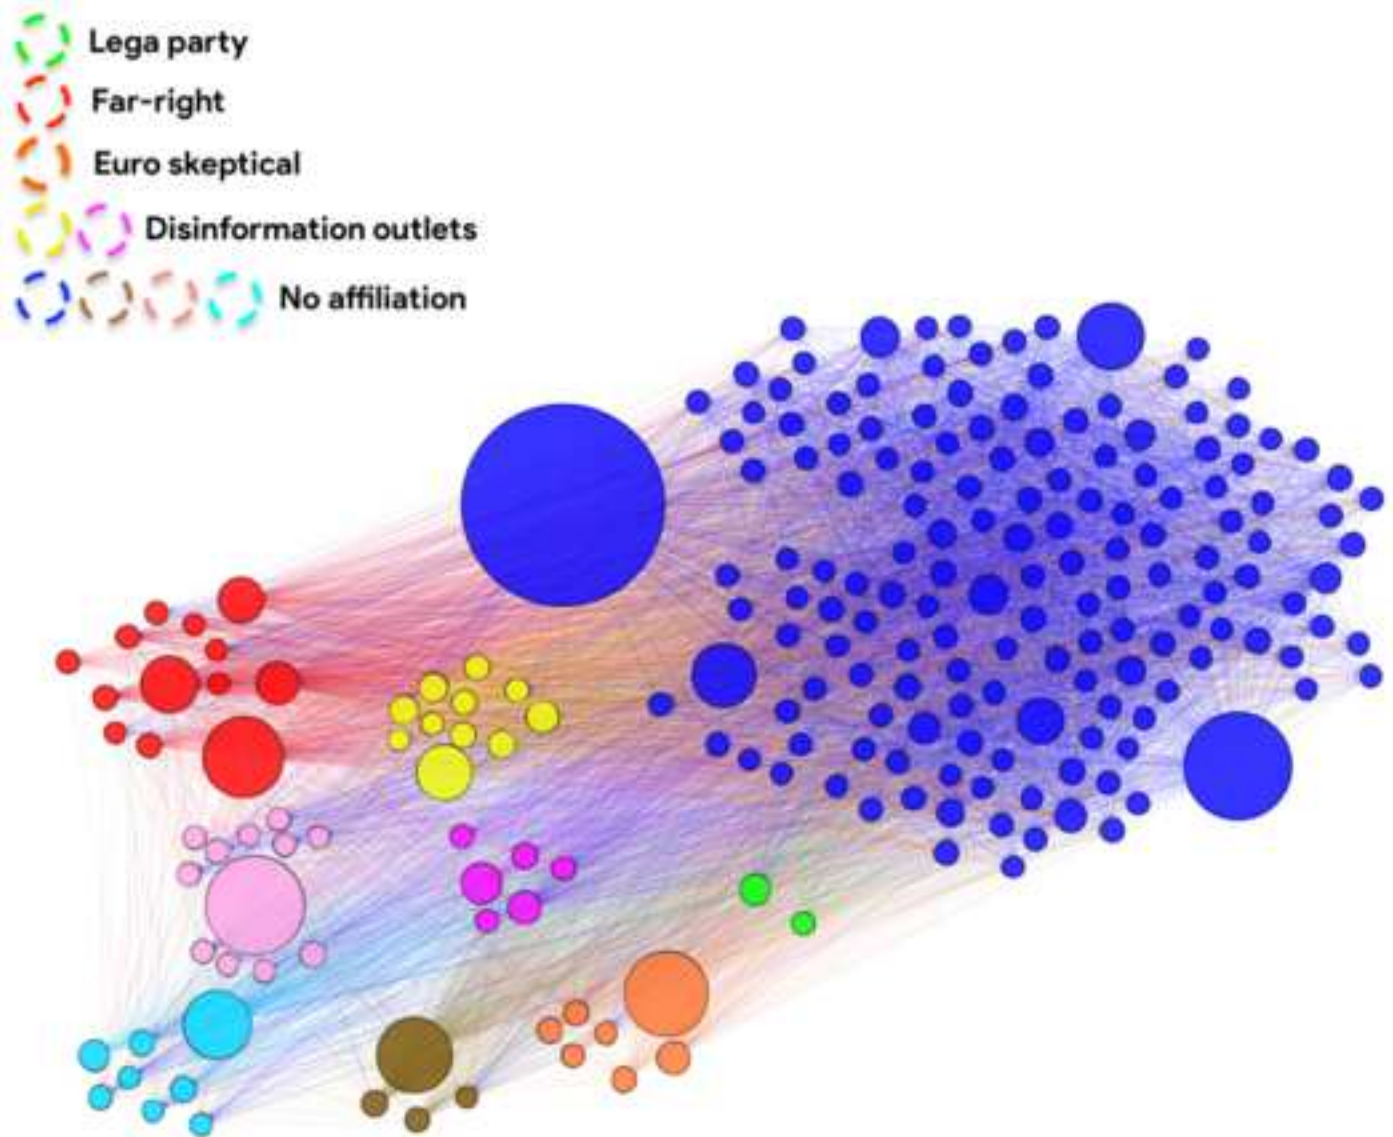 Lega party
Far-right
Euro skeptical
Disinformation outlets
No affiliation